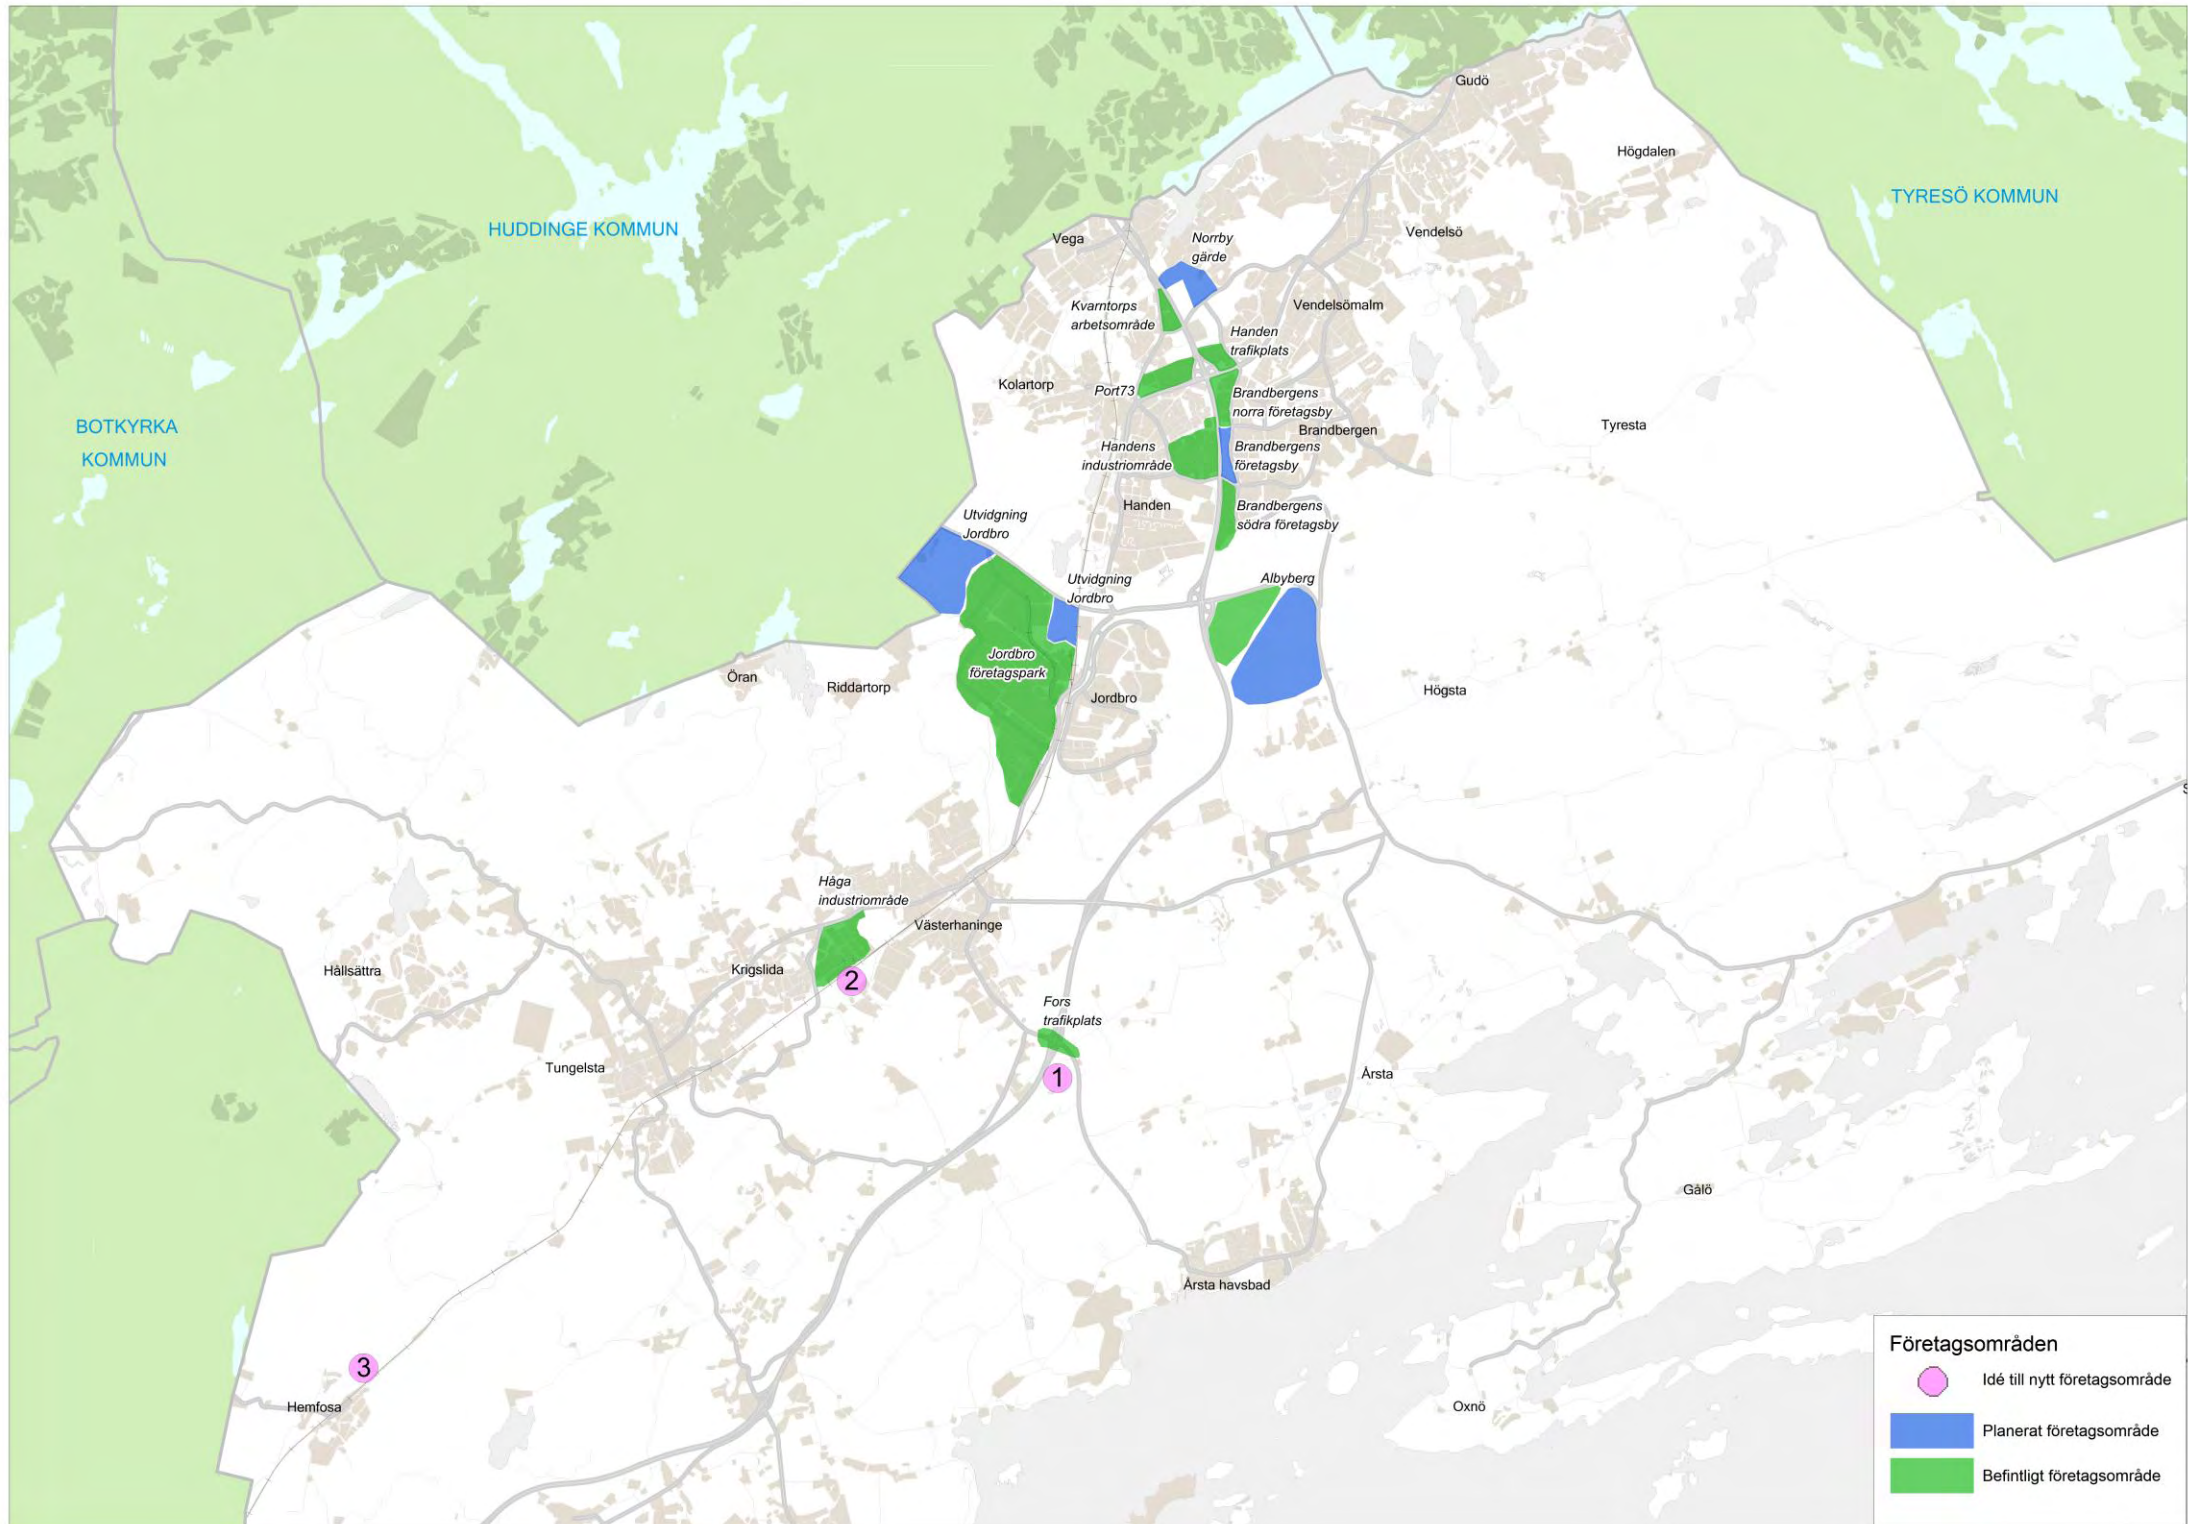 Gudö
Högdalen
TYRESÖ KOMMUN
HUDDINGE KOMMUN
Vega
Norrby
gärde
Vendelsö
Kvarntorps
arbetsområde
Vendelsömalm
Handen
trafikplats
Kolartorp
Port73
Brandbergens
norra företagsby
BOTKYRKA
KOMMUN
Tyresta
Brandbergen
Handens
industriområde
Brandbergens
företagsby
Handen
Brandbergens
södra företagsby
Utvidgning
Jordbro
Utvidgning
Jordbro
Albyberg
Jordbro
företagspark
Öran
Riddartorp
Jordbro
Högsta
Håga
industriområde
Västerhaninge
Hållsättra
Krigslida
2
Fors
trafikplats
Tungelsta
1
Årsta
Gålö
Årsta havsbad
3
Hemfosa
Oxnö
Företagsområden
Idé till nytt företagsområde
Planerat företagsområde
Befintligt företagsområde